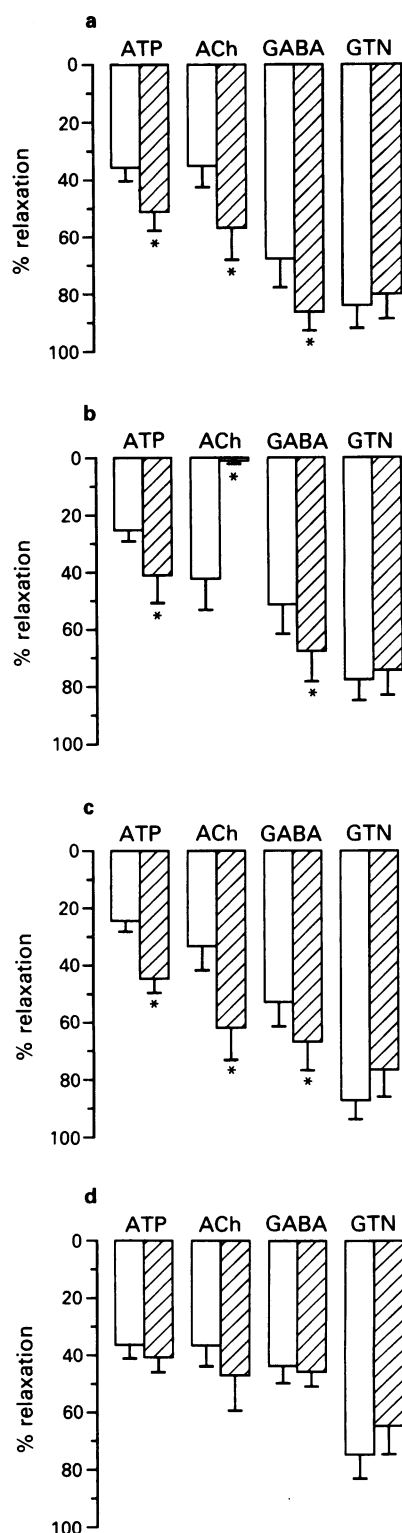 a
ATP ACh GABA GTN
0
20
40
60
80
100
% relaxation
* * *
b
ATP ACh GABA GTN
0
20
40
60
80
100
% relaxation
* * *
c
ATP ACh GABA GTN
0
20
40
60
80
100
% relaxation
* * *
d
ATP ACh GABA GTN
0
20
40
60
80
100
% relaxation